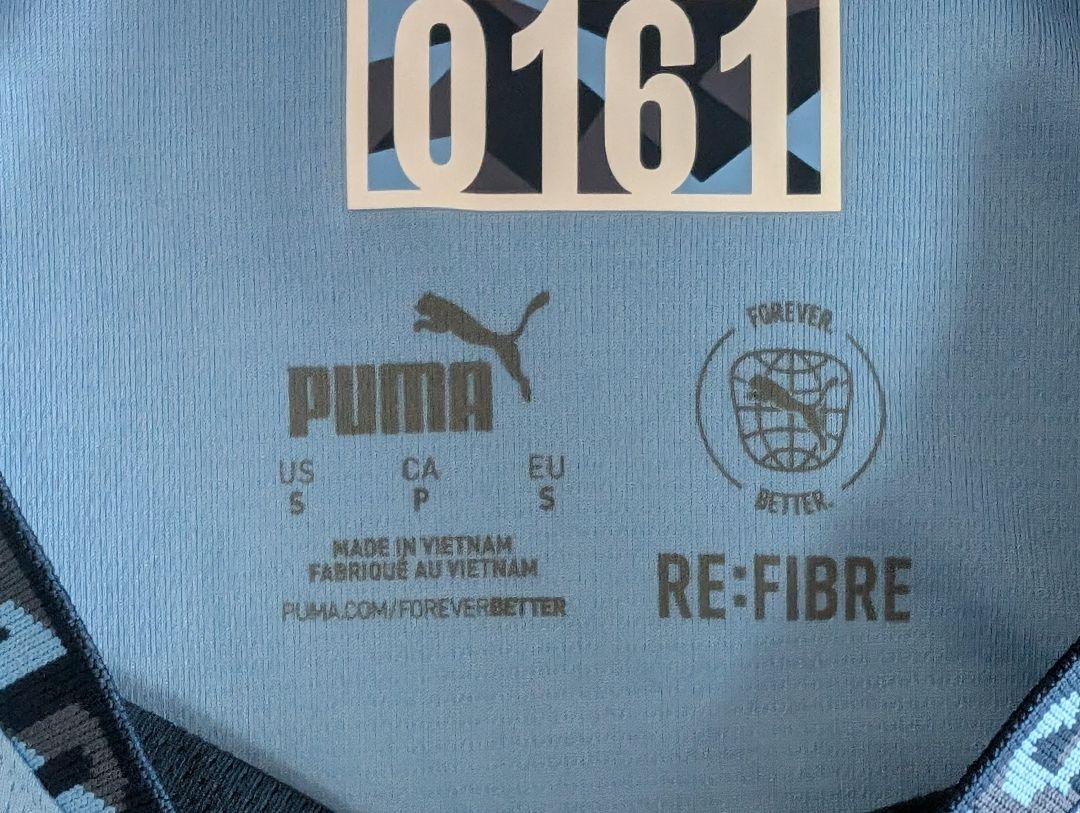 0161
PUMA
US CA EU
S P S
MADE IN VIETNAM
FABRIQUÉ AU VIETNAM
PUMA.COM/FOREVERBETTER
FOREVER.
BETTER.
RE:FIBRE